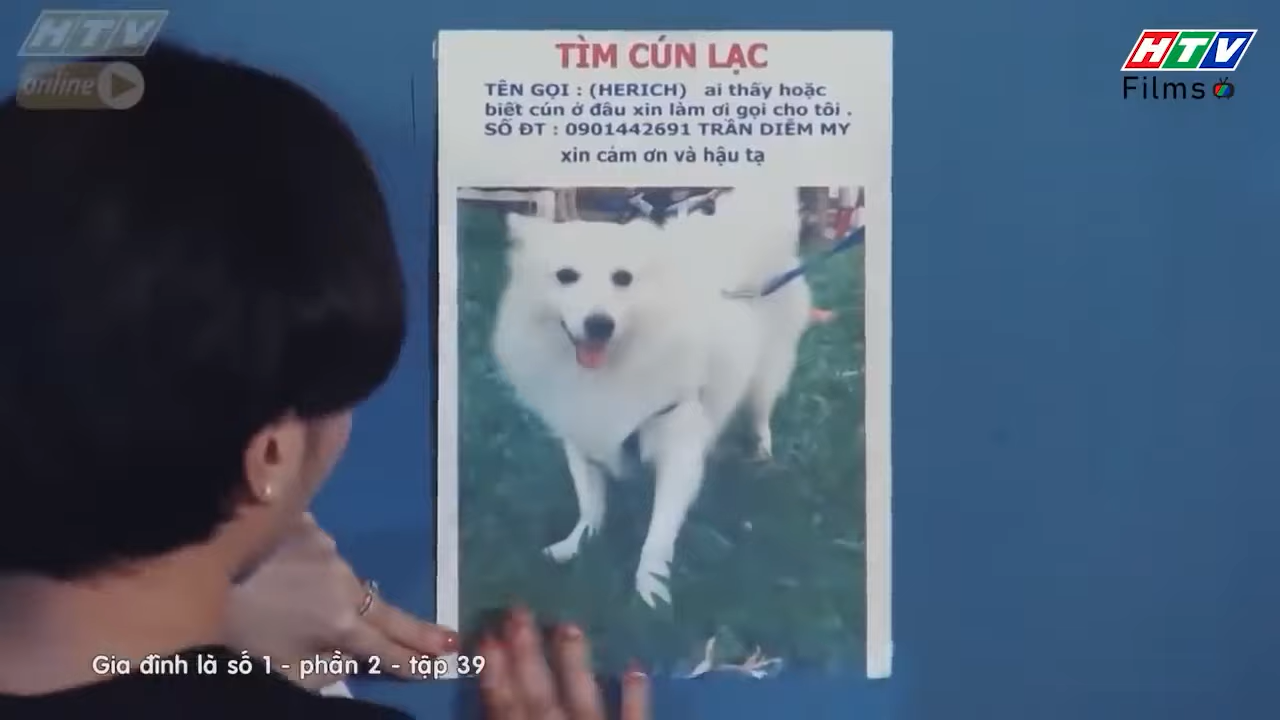 HTV
online
HTV
Films
TÌM CÚN LẠC
TÊN GỌI : (HERICH) ai thấy hoặc
biết cún ở đâu xin làm ơi gọi cho tôi .
SỐ ĐT : 0901442691 TRẦN DIỄM MY
xin cảm ơn và hậu tạ
Gia đình là số 1 - phần 2 - tập 39